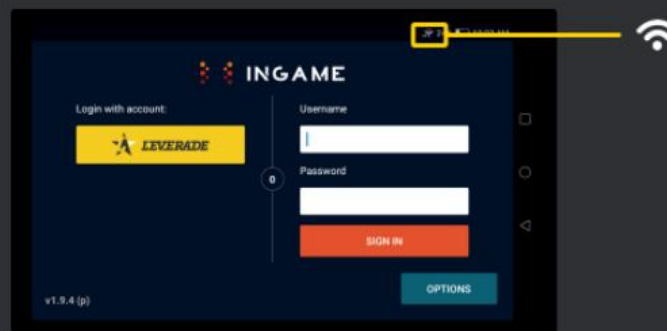 INGAME
Login with account:
LEVERADE
Username
0
Password
SIGN IN
OPTIONS
v1.9.4 (p)